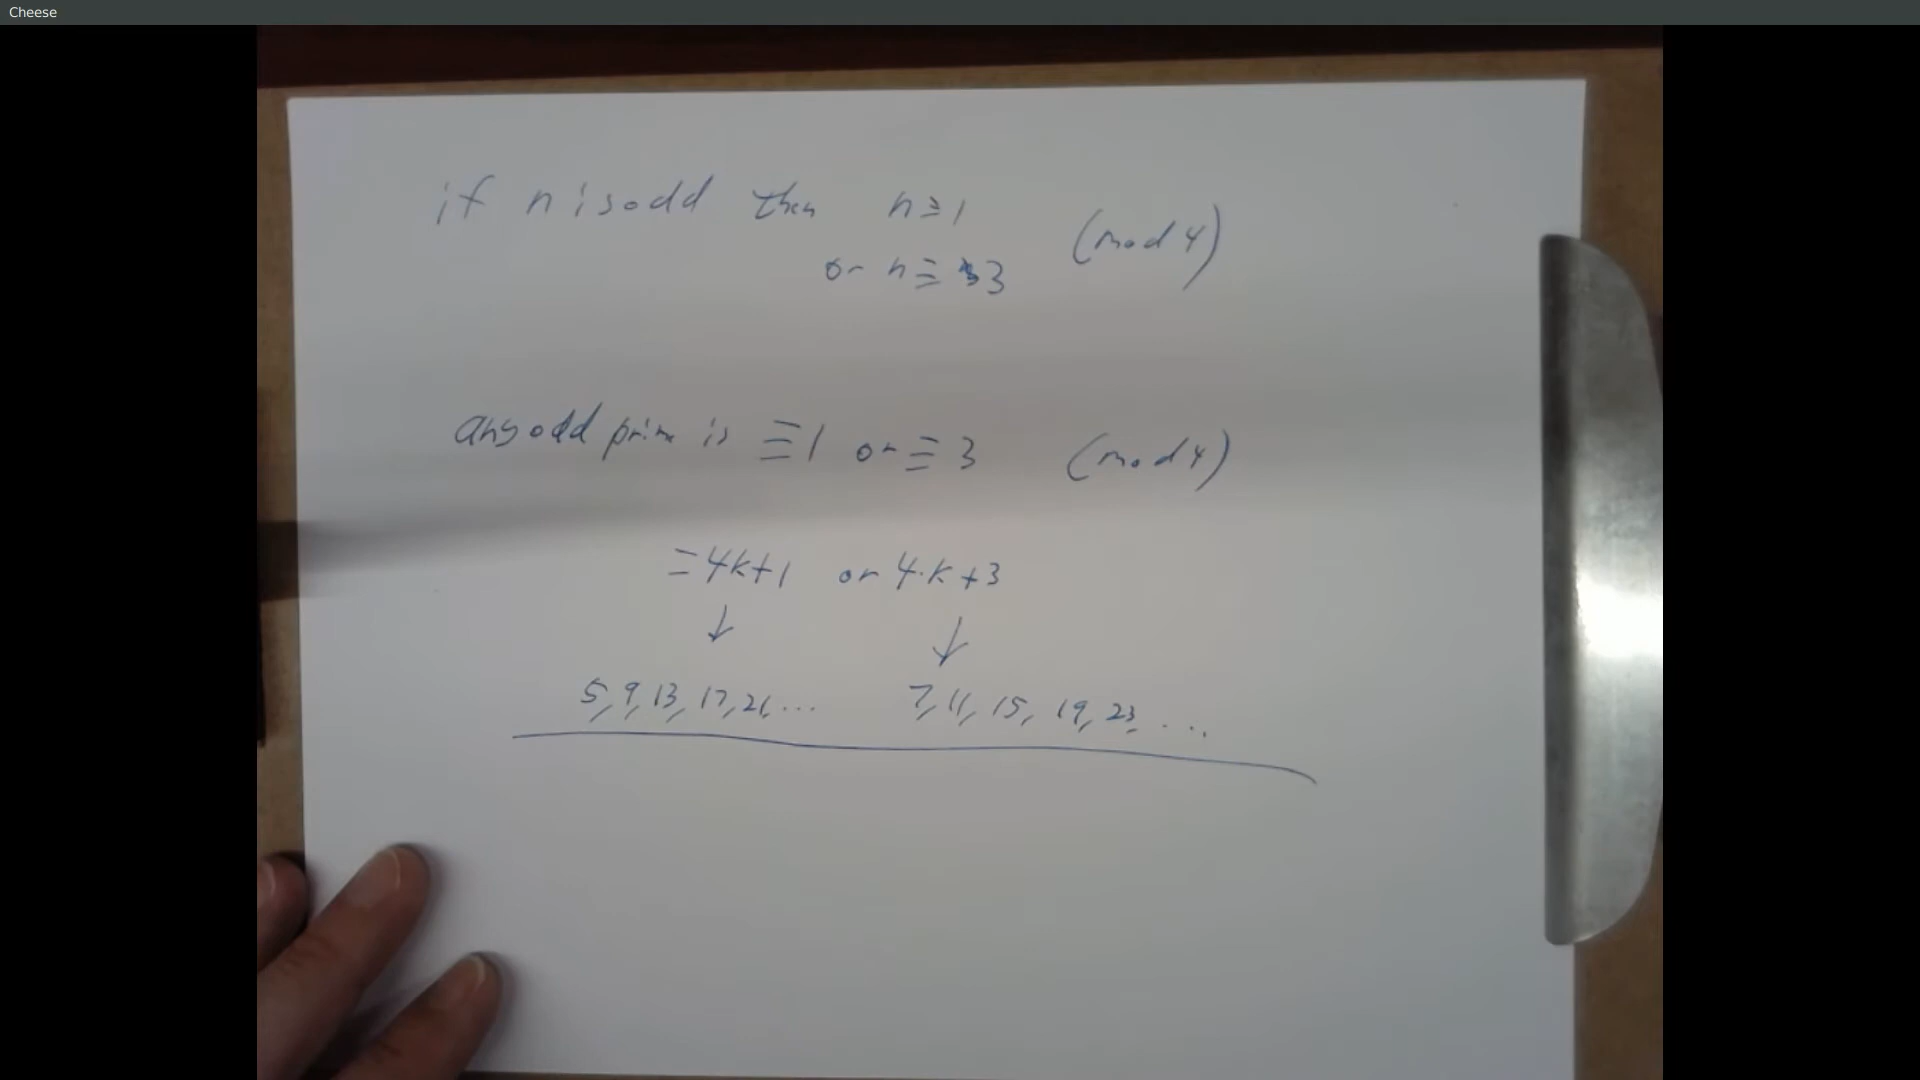 Cheese
if n is odd then n≡1
or n≡3 (mod 4)
any odd prime is ≡1 or ≡3 (mod 4)
=4k+1 or 4·k+3
↓ ↓
5, 9, 13, 17, 21, ... 7, 11, 15, 19, 23, ...